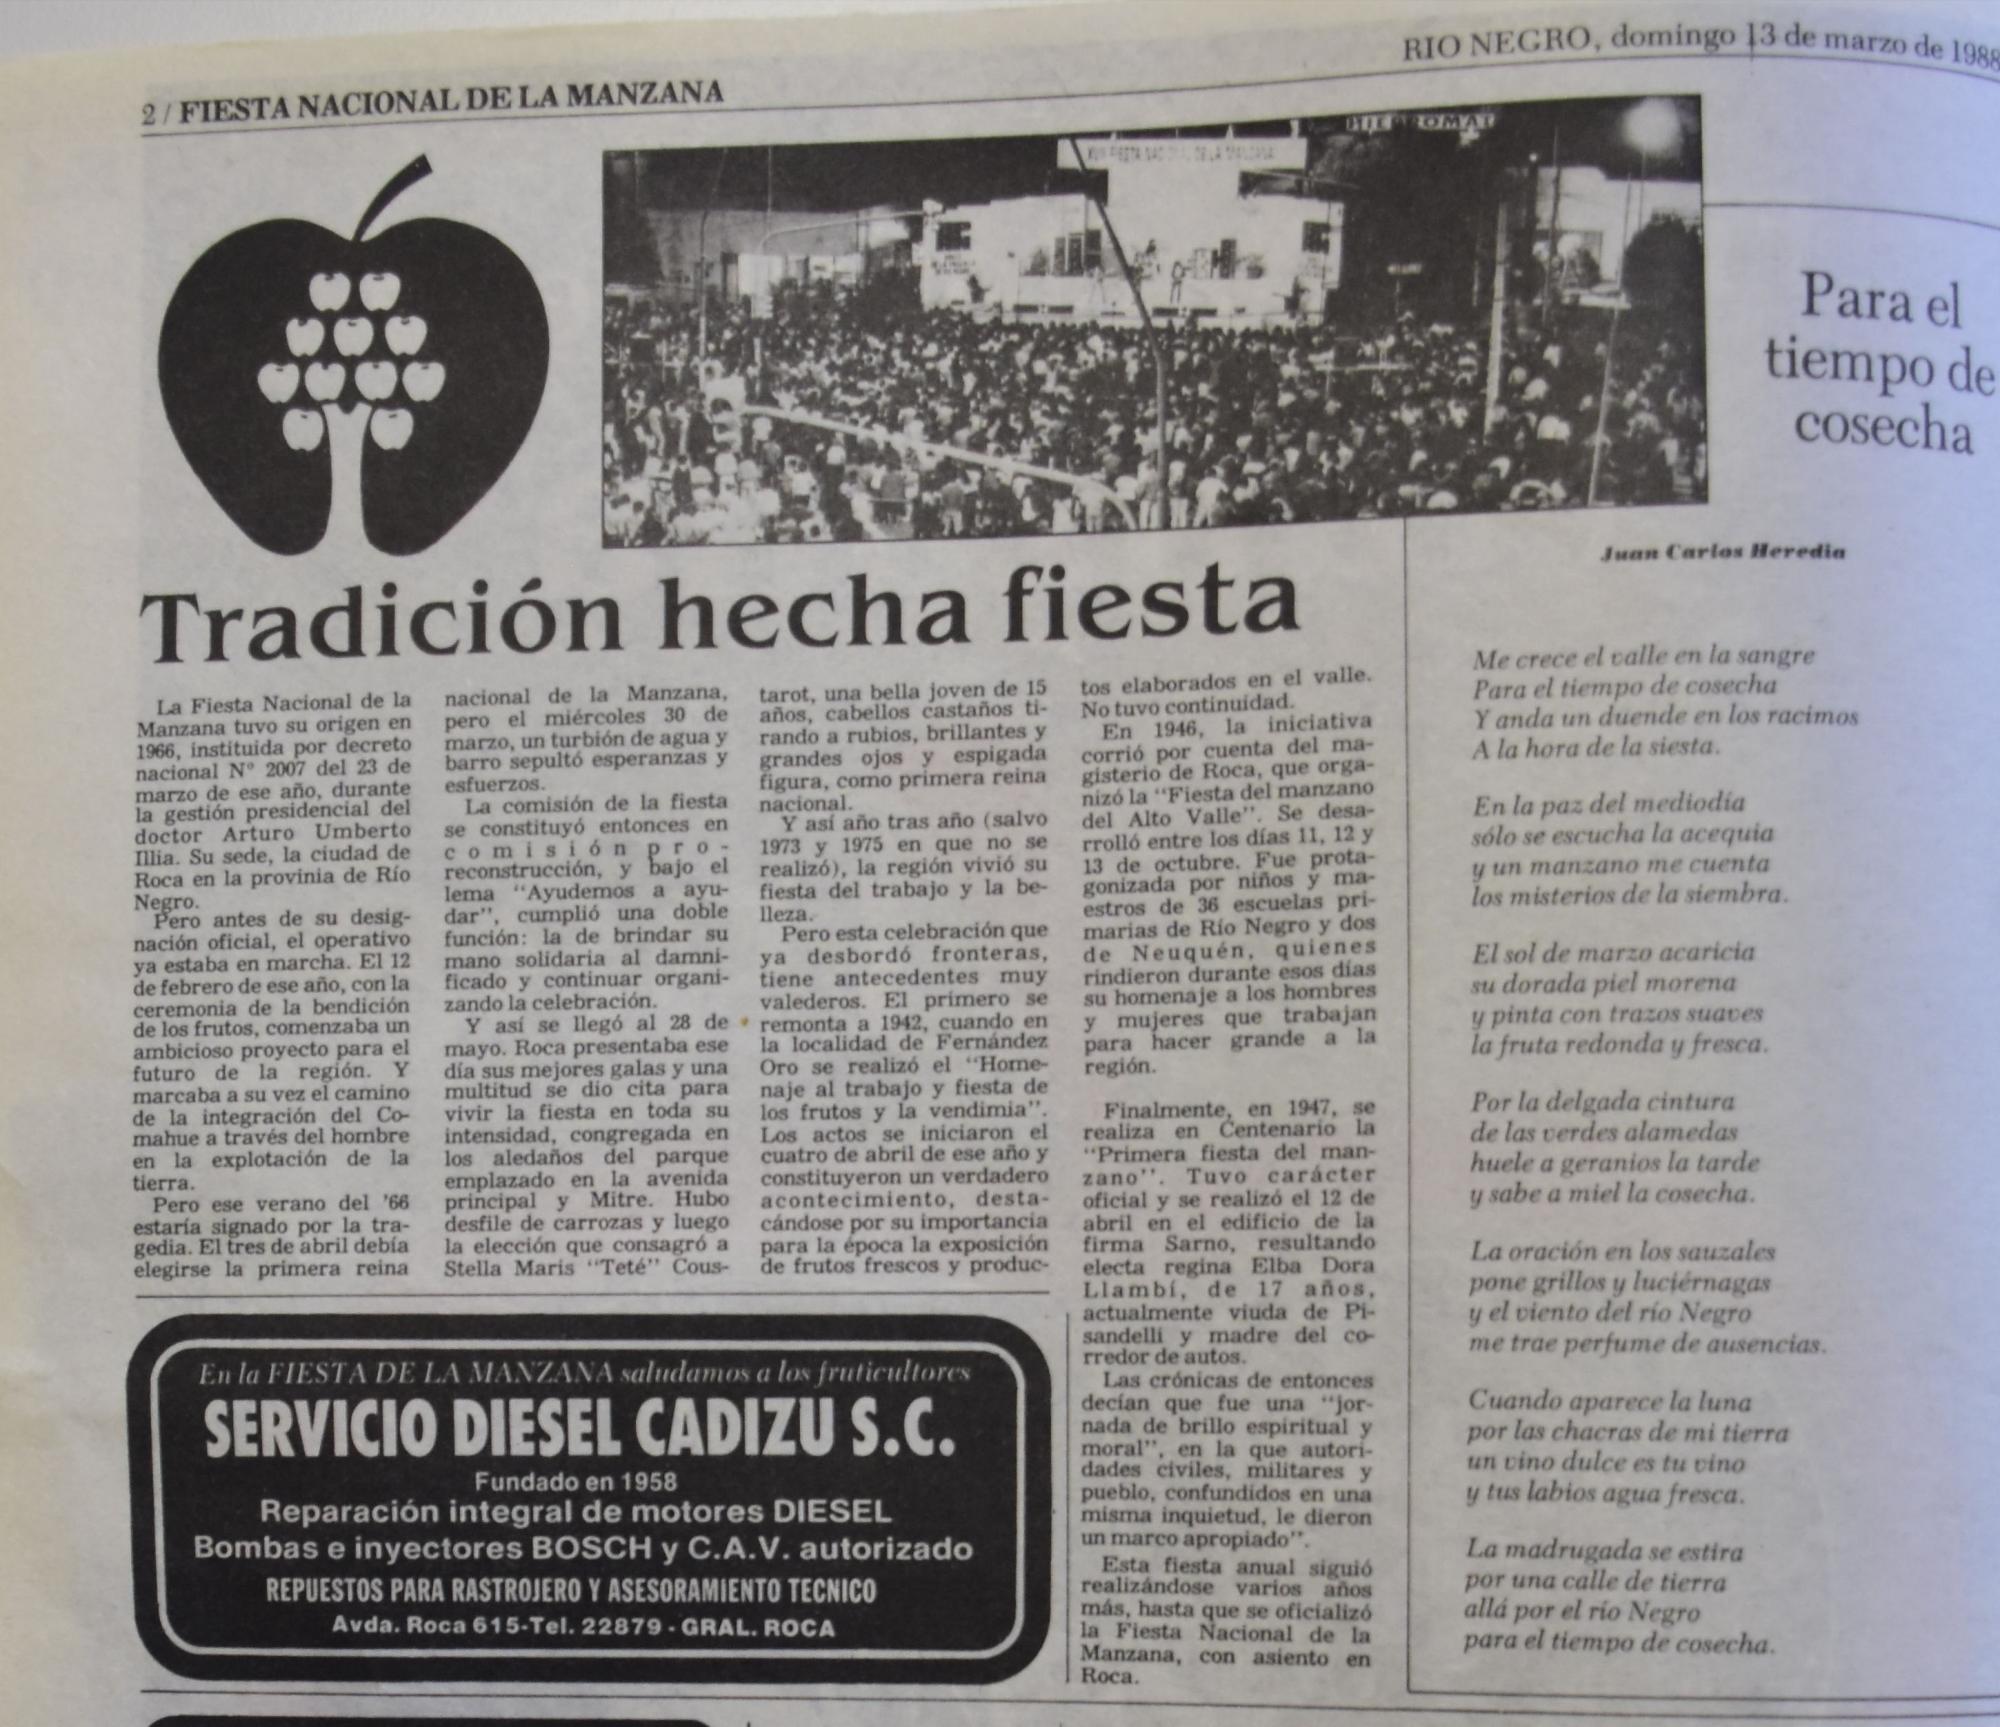 2 / FIESTA NACIONAL DE LA MANZANA
RIO NEGRO, domingo 13 de marzo de 1988
HIERROMAT
XVII FIESTA NACIONAL DE LA MANZANA
Tradición hecha fiesta
La Fiesta Nacional de la
Manzana tuvo su origen en
1966, instituida por decreto
nacional Nº 2007 del 23 de
marzo de ese año, durante
la gestión presidencial del
doctor Arturo Umberto
Illia. Su sede, la ciudad de
Roca en la provinia de Río
Negro.
Pero antes de su desig-
nación oficial, el operativo
ya estaba en marcha. El 12
de febrero de ese año, con la
ceremonia de la bendición
de los frutos, comenzaba un
ambicioso proyecto para el
futuro de la región. Y
marcaba a su vez el camino
de la integración del Co-
mahue a través del hombre
en la explotación de la
tierra.
Pero ese verano del '66
estaría signado por la tra-
gedia. El tres de abril debía
elegirse la primera reina
nacional de la Manzana,
pero el miércoles 30 de
marzo, un turbión de agua y
barro sepultó esperanzas y
esfuerzos.
La comisión de la fiesta
se constituyó entonces en
comisión pro-
reconstrucción, y bajo el
lema "Ayudemos a ayu-
dar", cumplió una doble
función: la de brindar su
mano solidaria al damni-
ficado y continuar organi-
zando la celebración.
Y así se llegó al 28 de
mayo. Roca presentaba ese
día sus mejores galas y una
multitud se dio cita para
vivir la fiesta en toda su
intensidad, congregada en
los aledaños del parque
emplazado en la avenida
principal y Mitre. Hubo
desfile de carrozas y luego
la elección que consagró a
Stella Maris "Teté" Cous-
tarot, una bella joven de 15
años, cabellos castaños ti-
rando a rubios, brillantes y
grandes ojos y espigada
figura, como primera reina
nacional.
Y así año tras año (salvo
1973 y 1975 en que no se
realizó), la región vivió su
fiesta del trabajo y la be-
lleza.
Pero esta celebración que
ya desbordó fronteras,
tiene antecedentes muy
valederos. El primero se
remonta a 1942, cuando en
la localidad de Fernández
Oro se realizó el "Home-
naje al trabajo y fiesta de
los frutos y la vendimia".
Los actos se iniciaron el
cuatro de abril de ese año y
constituyeron un verdadero
acontecimiento, desta-
cándose por su importancia
para la época la exposición
de frutos frescos y produc-
tos elaborados en el valle.
No tuvo continuidad.
En 1946, la iniciativa
corrió por cuenta del ma-
gisterio de Roca, que orga-
nizó la "Fiesta del manzano
del Alto Valle". Se desa-
rrolló entre los días 11, 12 y
13 de octubre. Fue prota-
gonizada por niños y ma-
estros de 36 escuelas pri-
marias de Río Negro y dos
de Neuquén, quienes
rindieron durante esos días
su homenaje a los hombres
y mujeres que trabajan
para hacer grande a la
región.
Finalmente, en 1947, se
realiza en Centenario la
"Primera fiesta del man-
zano". Tuvo carácter
oficial y se realizó el 12 de
abril en el edificio de la
firma Sarno, resultando
electa regina Elba Dora
Llambí, de 17 años,
actualmente viuda de Pi-
sandelli y madre del co-
rredor de autos.
Las crónicas de entonces
decían que fue una "jor-
nada de brillo espiritual y
moral", en la que autori-
dades civiles, militares y
pueblo, confundidos en una
misma inquietud, le dieron
un marco apropiado".
Esta fiesta anual siguió
realizándose varios años
más, hasta que se oficializó
la Fiesta Nacional de la
Manzana, con asiento en
Roca.
En la FIESTA DE LA MANZANA saludamos a los fruticultores
SERVICIO DIESEL CADIZU S.C.
Fundado en 1958
Reparación integral de motores DIESEL
Bombas e inyectores BOSCH y C.A.V. autorizado
REPUESTOS PARA RASTROJERO Y ASESORAMIENTO TECNICO
Avda. Roca 615-Tel. 22879 - GRAL. ROCA
Para el
tiempo de
cosecha
Juan Carlos Heredia
Me crece el valle en la sangre
Para el tiempo de cosecha
Y anda un duende en los racimos
A la hora de la siesta.
En la paz del mediodía
sólo se escucha la acequia
y un manzano me cuenta
los misterios de la siembra.
El sol de marzo acaricia
su dorada piel morena
y pinta con trazos suaves
la fruta redonda y fresca.
Por la delgada cintura
de las verdes alamedas
huele a geranios la tarde
y sabe a miel la cosecha.
La oración en los sauzales
pone grillos y luciérnagas
y el viento del río Negro
me trae perfume de ausencias.
Cuando aparece la luna
por las chacras de mi tierra
un vino dulce es tu vino
y tus labios agua fresca.
La madrugada se estira
por una calle de tierra
allá por el río Negro
para el tiempo de cosecha.